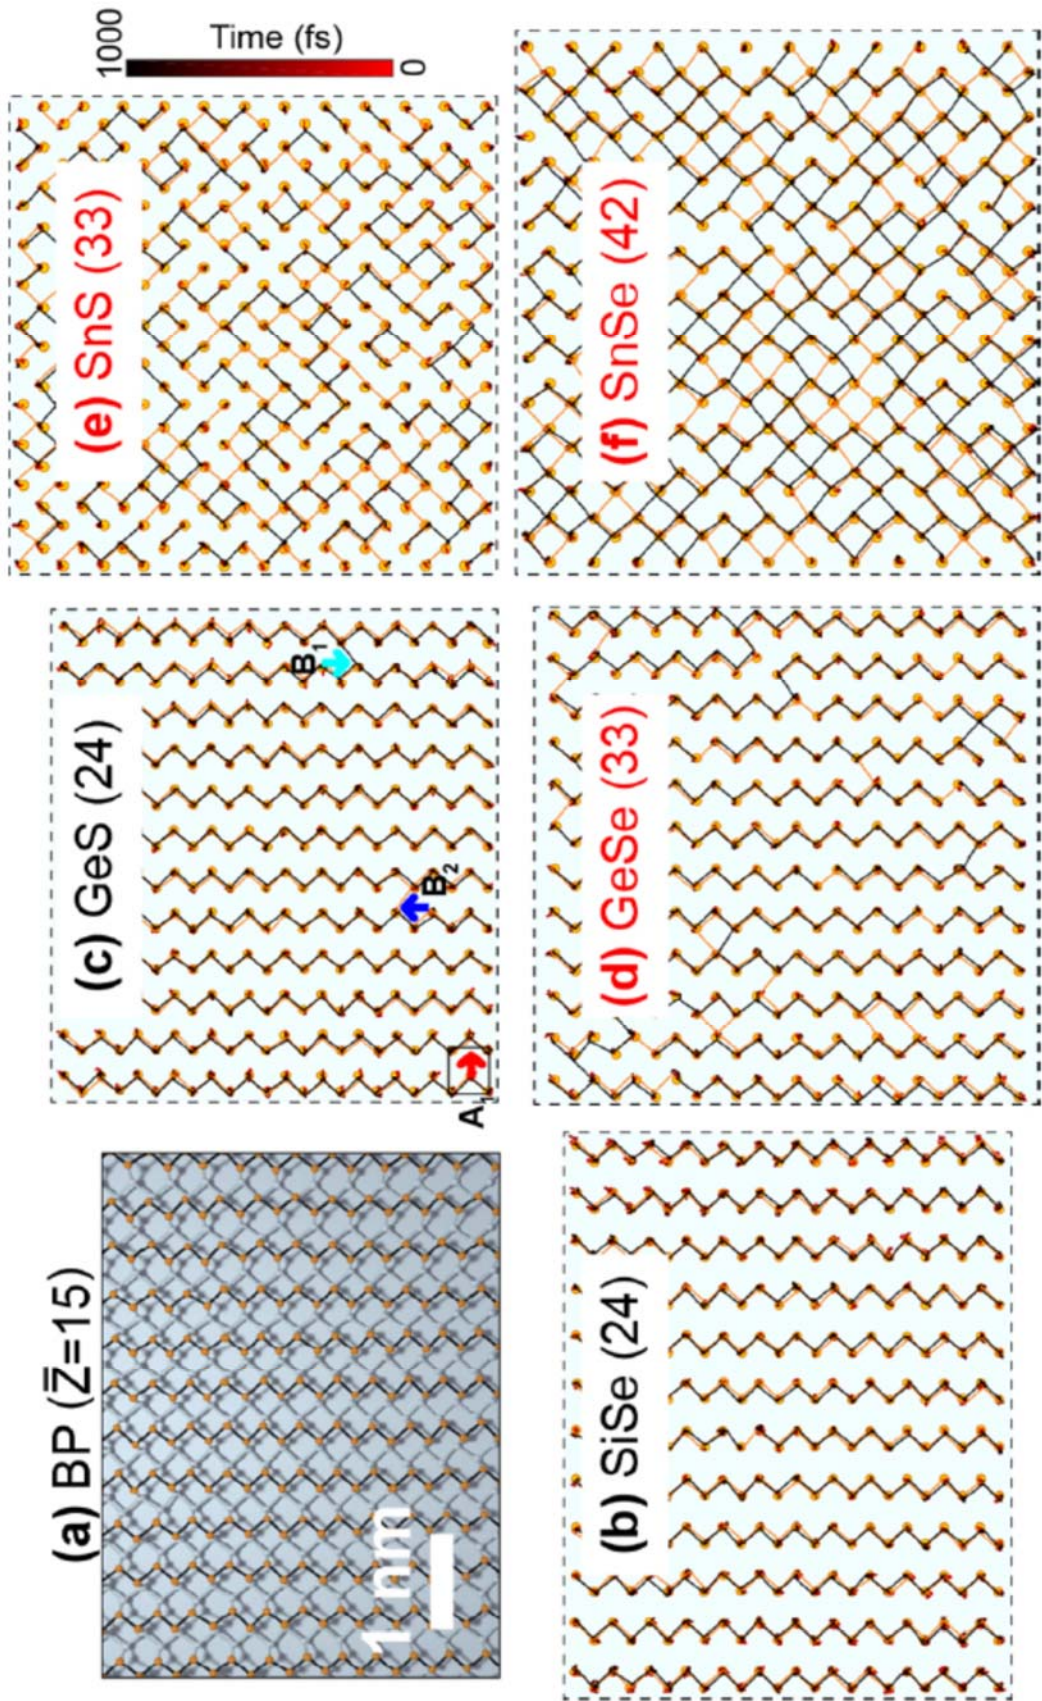 (a) BP (Z̅=15)
1 nm
(c) GeS (24)
A₁
B₂
B₁
(e) SnS (33)
1000
Time (fs)
0
(b) SiSe (24)
(d) GeSe (33)
(f) SnSe (42)